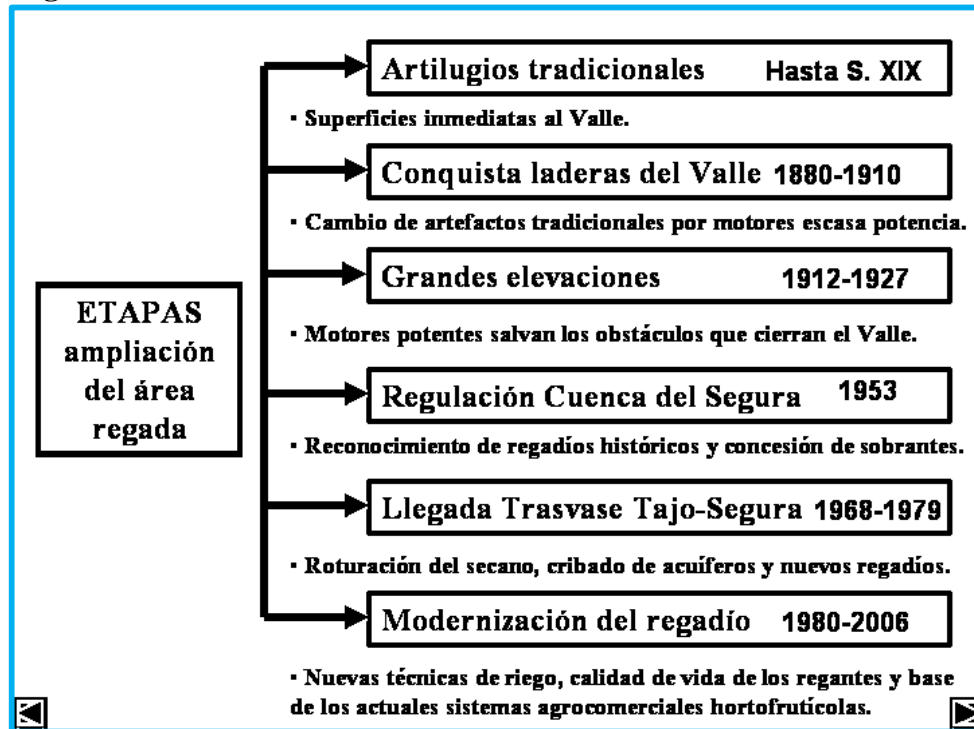 ETAPAS
ampliación
del área
regada
Artilugios tradicionales Hasta S. XIX
▪ Superficies inmediatas al Valle.
Conquista laderas del Valle 1880-1910
▪ Cambio de artefactos tradicionales por motores escasa potencia.
Grandes elevaciones 1912-1927
▪ Motores potentes salvan los obstáculos que cierran el Valle.
Regulación Cuenca del Segura 1953
▪ Reconocimiento de regadíos históricos y concesión de sobrantes.
Llegada Trasvase Tajo-Segura 1968-1979
▪ Roturación del secano, cribado de acuíferos y nuevos regadíos.
Modernización del regadío 1980-2006
▪ Nuevas técnicas de riego, calidad de vida de los regantes y base
de los actuales sistemas agrocomerciales hortofrutícolas.